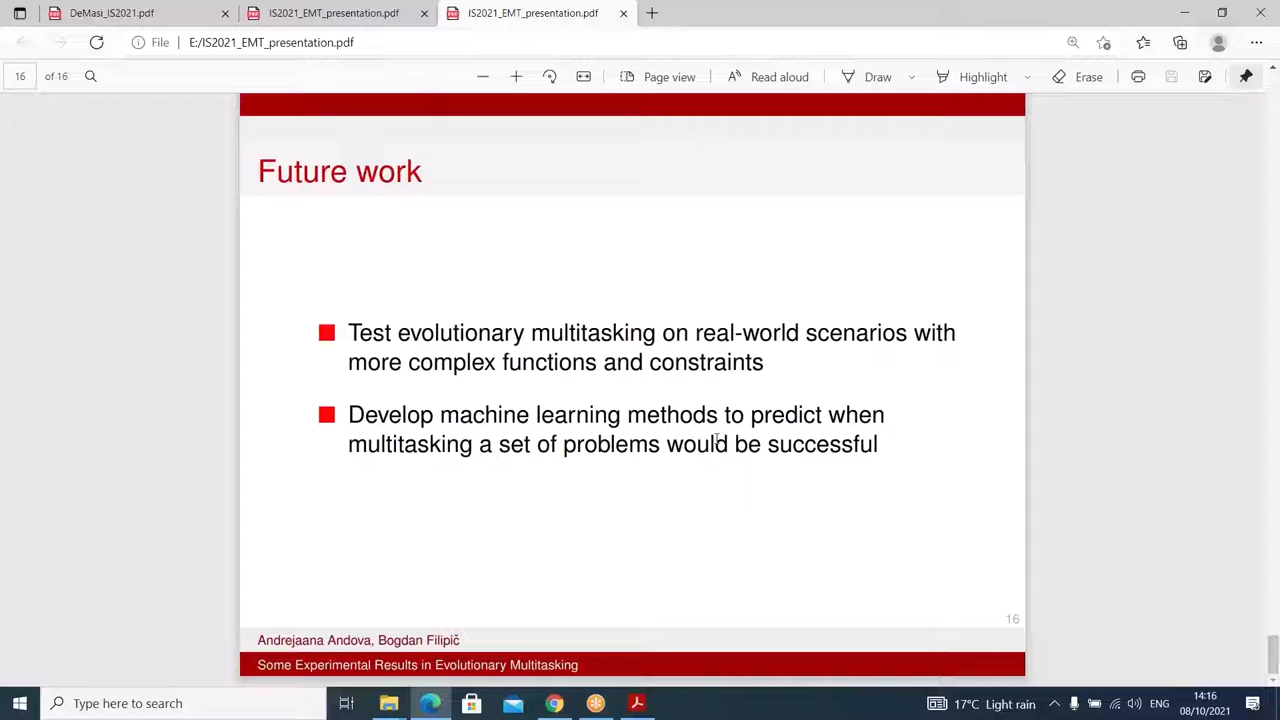 DeMasi_IS2021.pdf
IS2021_EMT_presentation.pdf
IS2021_EMT_presentation.pdf
File E:/IS2021_EMT_presentation.pdf
16 of 16
Page view
Read aloud
Draw
Highlight
Erase
Future work
Test evolutionary multitasking on real-world scenarios with
more complex functions and constraints
Develop machine learning methods to predict when
multitasking a set of problems would be successful
16
Andrejaana Andova, Bogdan Filipič
Some Experimental Results in Evolutionary Multitasking
Type here to search
17°C Light rain
ENG
14:16
08/10/2021